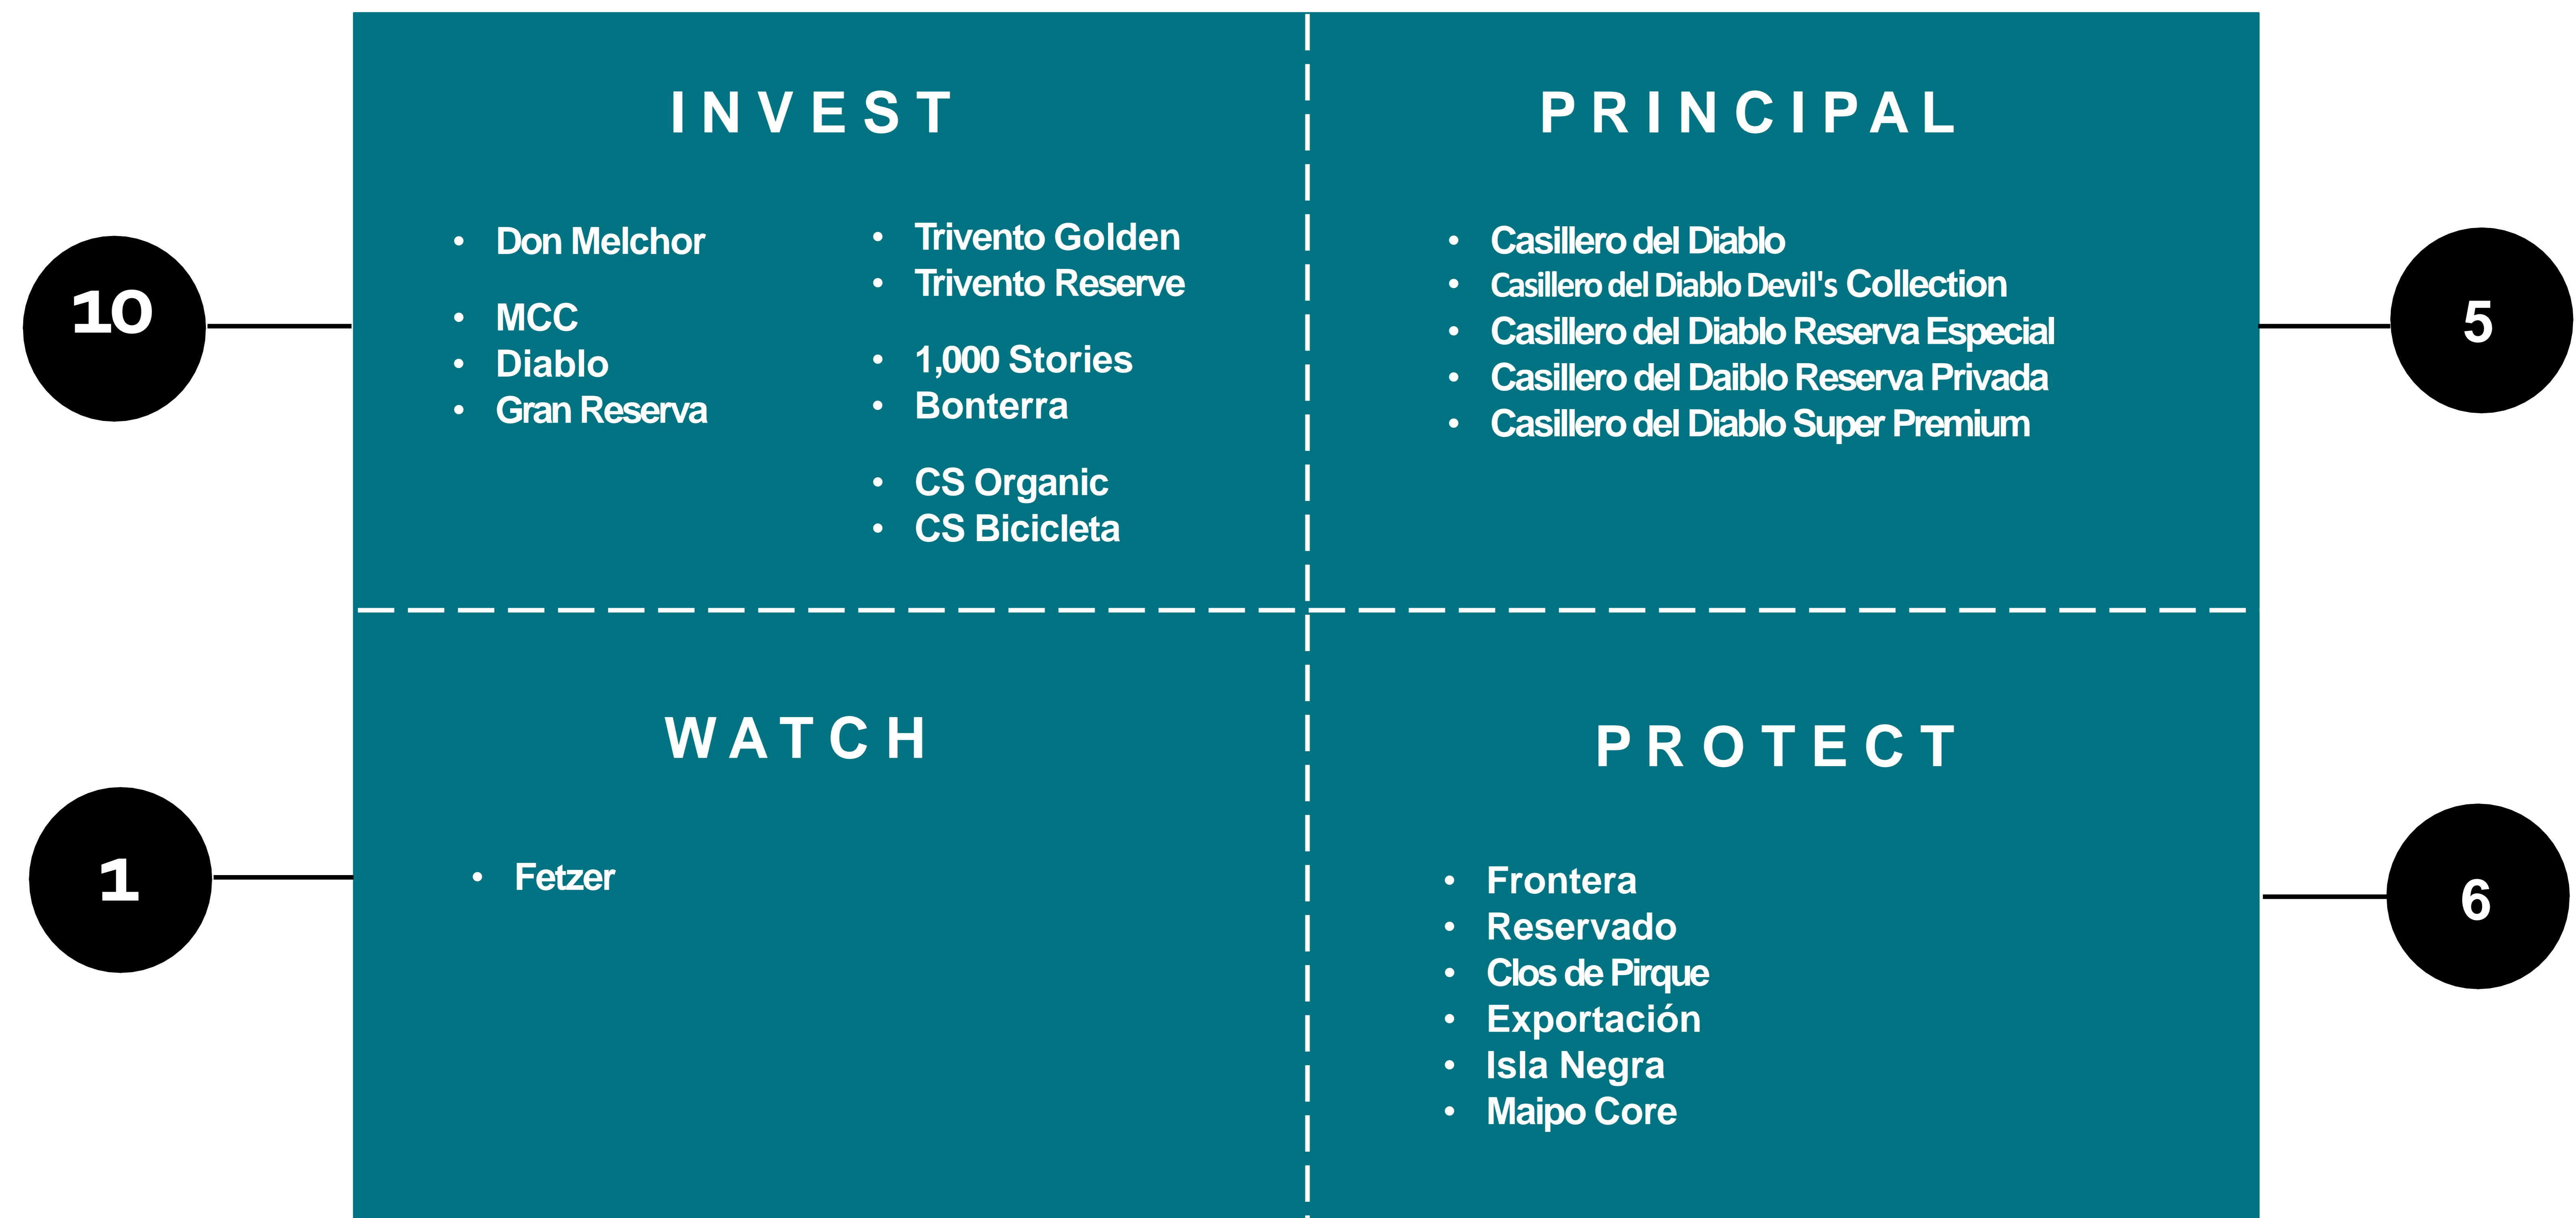 INVEST
10
Don Melchor
MCC
Diablo
Gran Reserva
Trivento Golden
Trivento Reserve
1,000 Stories
Bonterra
CS Organic
CS Bicicleta
PRINCIPAL
Casillero del Diablo
Casillero del Diablo Devil's Collection
Casillero del Diablo Reserva Especial
Casillero del Daiblo Reserva Privada
Casillero del Diablo Super Premium
5
WATCH
1
Fetzer
PROTECT
Frontera
Reservado
Clos de Pirque
Exportación
Isla Negra
Maipo Core
6